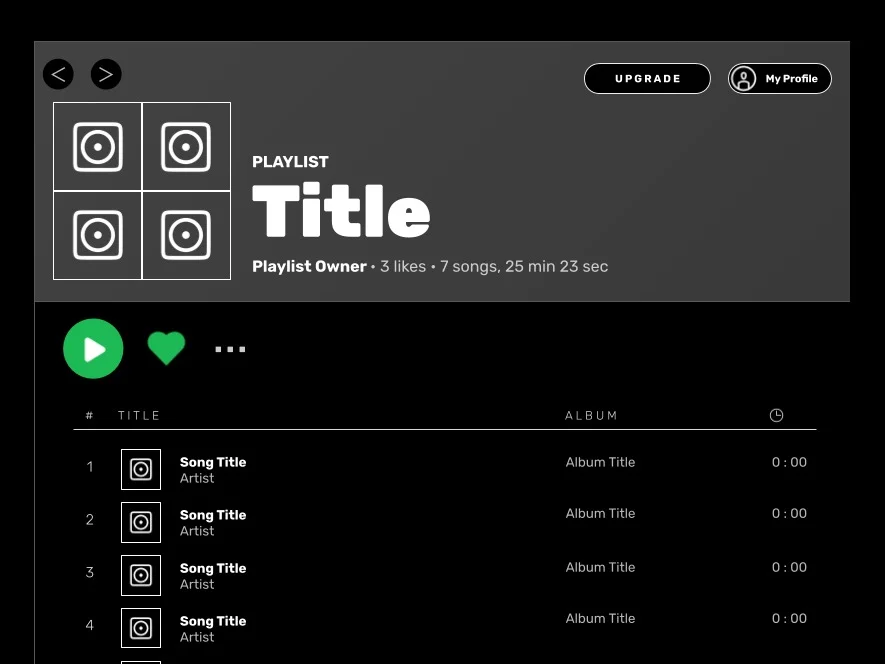 < > UPGRADE My Profile
PLAYLIST
Title
Playlist Owner • 3 likes • 7 songs, 25 min 23 sec
# TITLE ALBUM
1 Song Title Album Title 0 : 00
Artist
2 Song Title Album Title 0 : 00
Artist
3 Song Title Album Title 0 : 00
Artist
4 Song Title Album Title 0 : 00
Artist